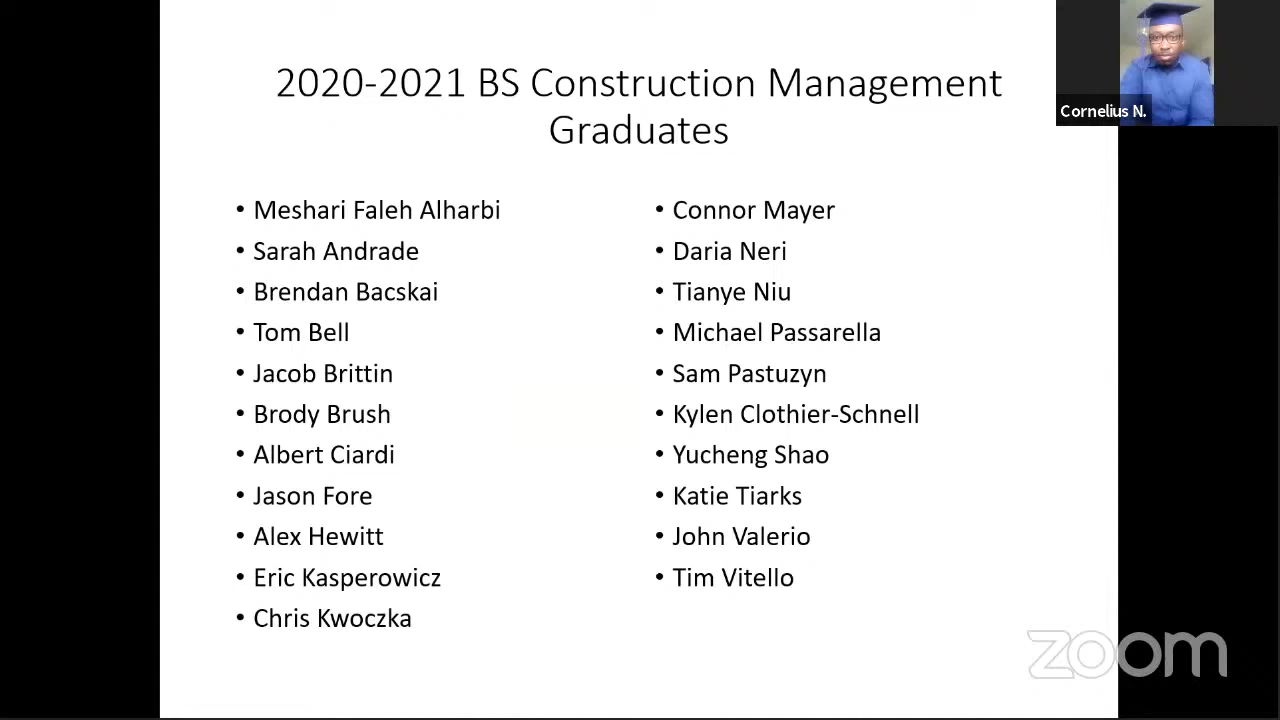 2020-2021 BS Construction Management
Graduates
• Meshari Faleh Alharbi
• Sarah Andrade
• Brendan Bacskai
• Tom Bell
• Jacob Brittin
• Brody Brush
• Albert Ciardi
• Jason Fore
• Alex Hewitt
• Eric Kasperowicz
• Chris Kwoczka
• Connor Mayer
• Daria Neri
• Tianye Niu
• Michael Passarella
• Sam Pastuzyn
• Kylen Clothier-Schnell
• Yucheng Shao
• Katie Tiarks
• John Valerio
• Tim Vitello
Cornelius N.
zoom